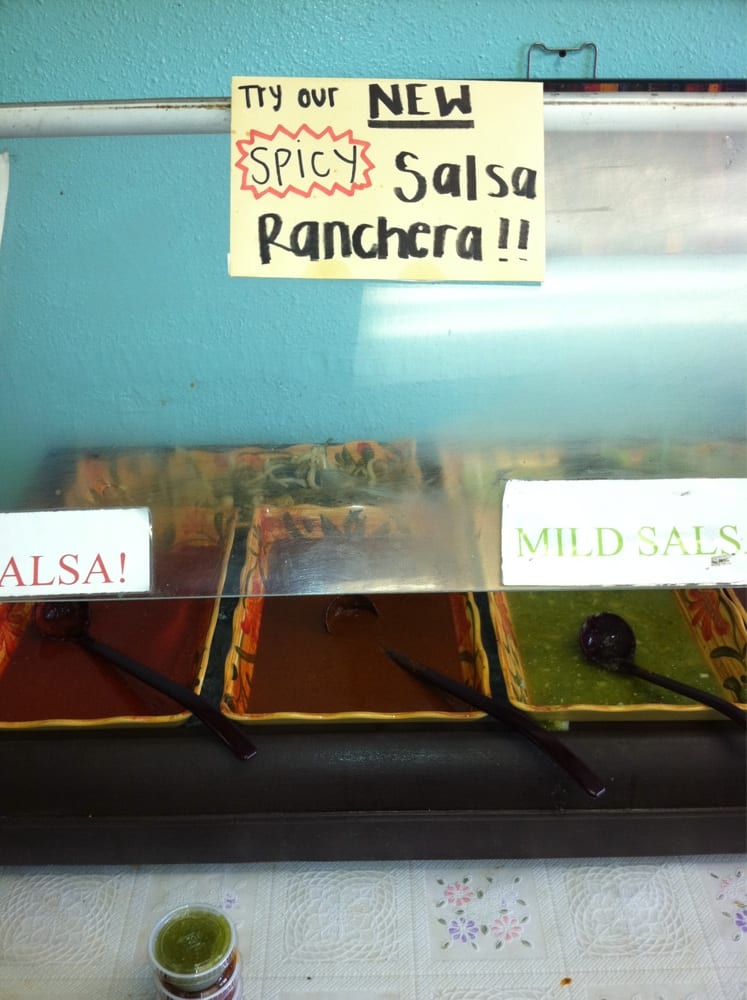 Try our NEW
SPICY Salsa
Ranchera!!
ALSA!
MILD SALS